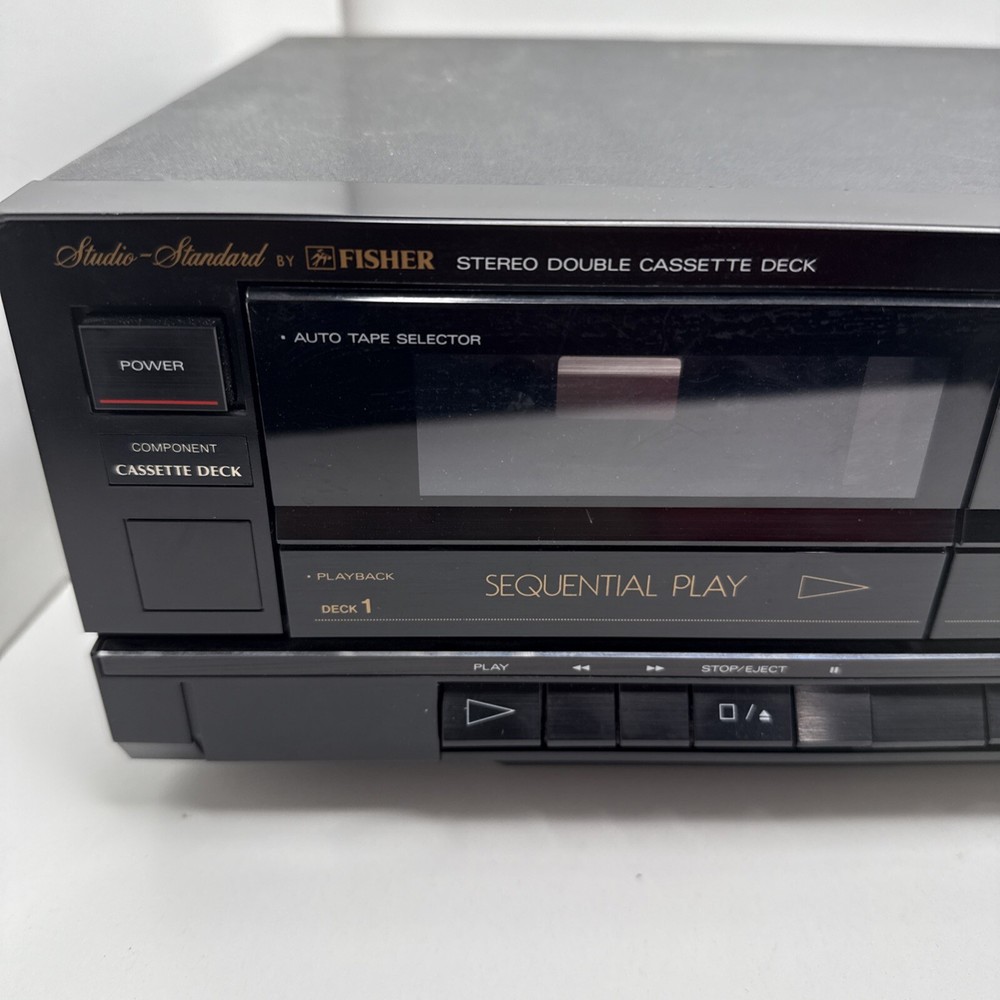 Studio-Standard BY FISHER STEREO DOUBLE CASSETTE DECK
• AUTO TAPE SELECTOR
POWER
COMPONENT
CASSETTE DECK
• PLAYBACK
DECK 1
SEQUENTIAL PLAY
PLAY ◀◀ ▶▶ STOP/EJECT ⏸